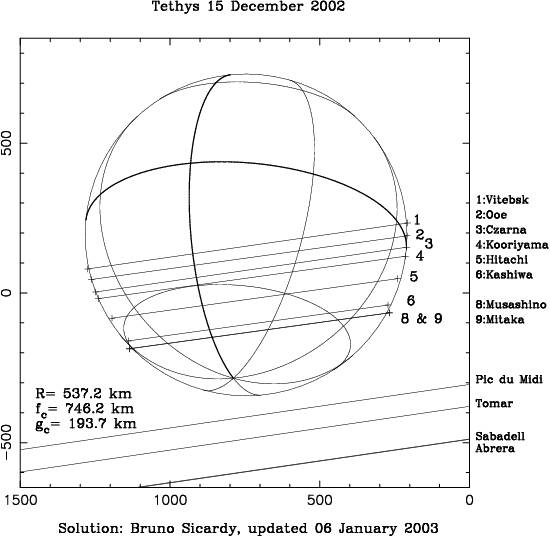 Tethys 15 December 2002
500
0
−500
1
2
3
4
5
6
8 & 9
1:Vitebsk
2:Ooe
3:Czarna
4:Kooriyama
5:Hitachi
6:Kashiwa
8:Musashino
9:Mitaka
Pic du Midi
Tomar
Sabadell
Abrera
R= 537.2 km
fc= 746.2 km
gc= 193.7 km
1500 1000 500 0
Solution: Bruno Sicardy, updated 06 January 2003